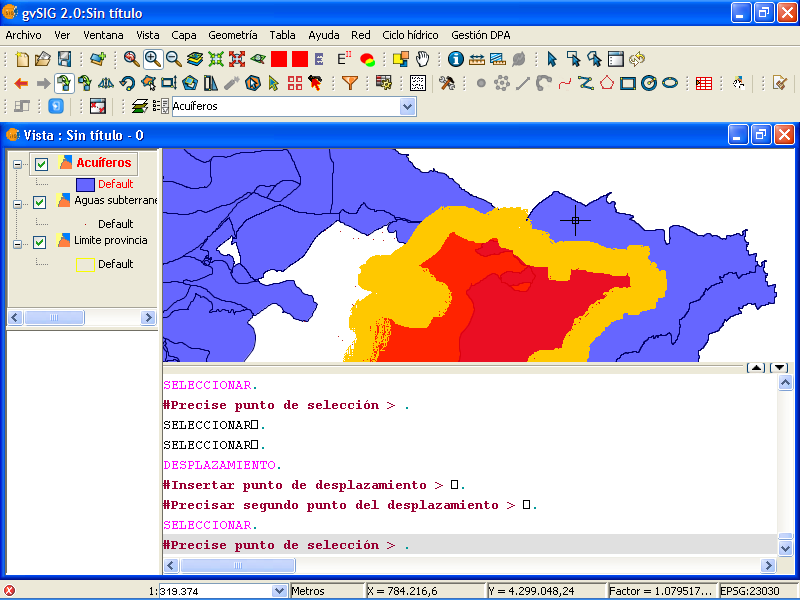 gvSIG 2.0:Sin título
Archivo Ver Ventana Vista Capa Geometría Tabla Ayuda Red Ciclo hídrico Gestión DPA
Acuíferos
Vista : Sin título - 0
Acuíferos
Default
Aguas subterrane
Default
Limite provincia
Default
SELECCIONAR.
#Precise punto de selección > .
SELECCIONAR□.
SELECCIONAR□.
DESPLAZAMIENTO.
#Insertar punto de desplazamiento > □.
#Precisar segundo punto del desplazamiento > □.
SELECCIONAR.
#Precise punto de selección > .
1:319.374 Metros X = 784.216,6 Y = 4.299.048,24 Factor = 1.079517... EPSG:23030